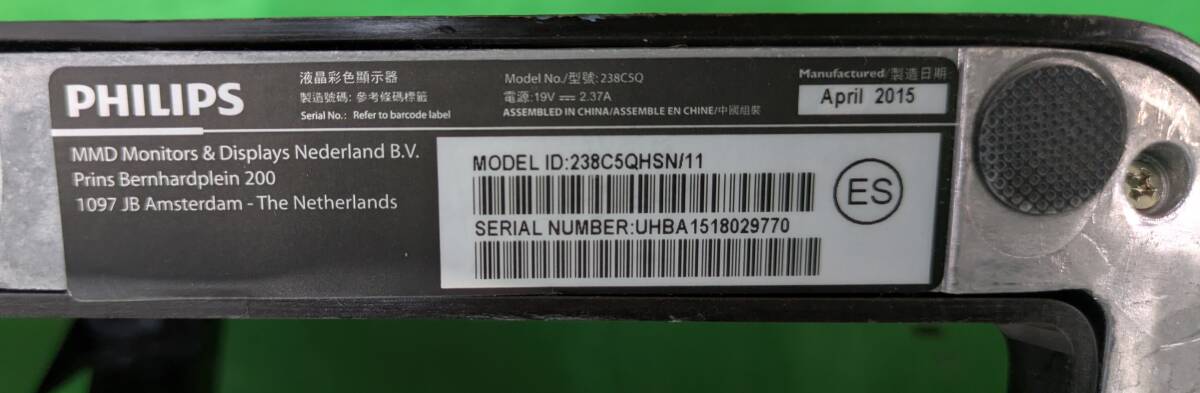 PHILIPS
液晶彩色顯示器
製造號碼: 參考條碼標籤
Serial No.: Refer to barcode label
Model No./型號: 238C5Q
電源: 19V ⎓ 2.37A
ASSEMBLED IN CHINA/ASSEMBLE EN CHINE/中國組裝
Manufactured/製造日期
April 2015
MMD Monitors & Displays Nederland B.V.
Prins Bernhardplein 200
1097 JB Amsterdam - The Netherlands
MODEL ID:238C5QHSN/11
SERIAL NUMBER:UHBA1518029770
ES